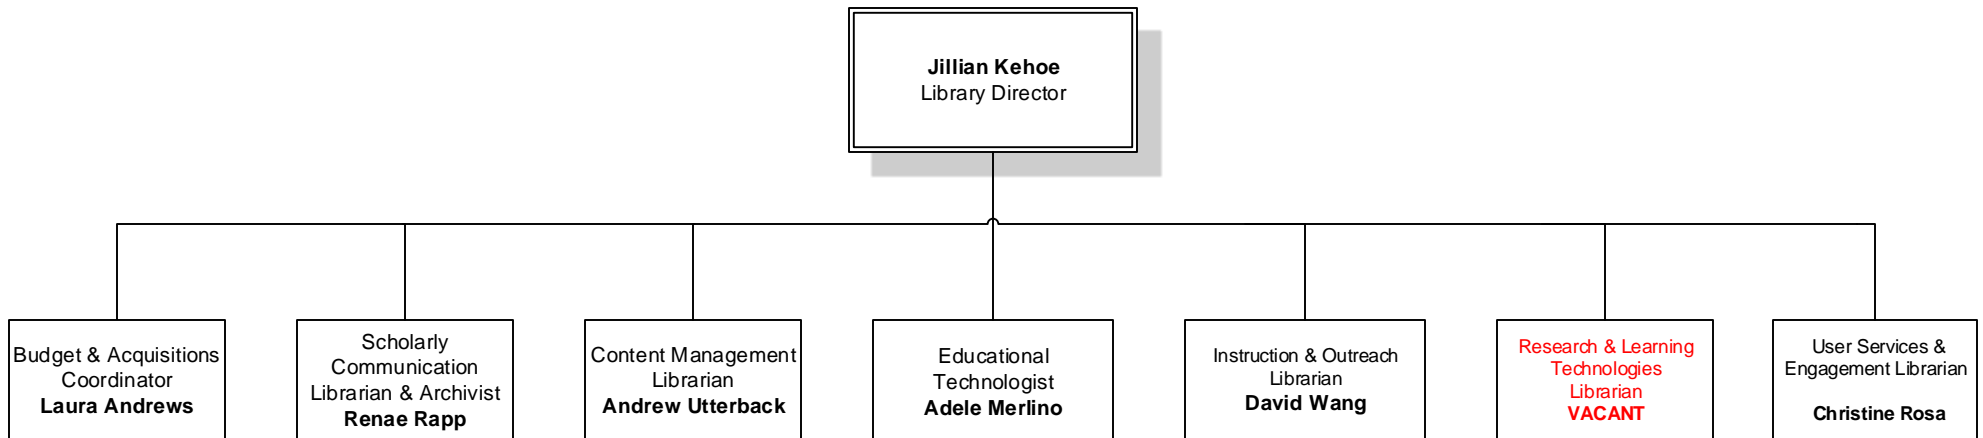 Jillian Kehoe
Library Director
Budget & Acquisitions
Coordinator
Laura Andrews
Scholarly
Communication
Librarian & Archivist
Renae Rapp
Content Management
Librarian
Andrew Utterback
Educational
Technologist
Adele Merlino
Instruction & Outreach
Librarian
David Wang
Research & Learning
Technologies
Librarian
VACANT
User Services &
Engagement Librarian
Christine Rosa